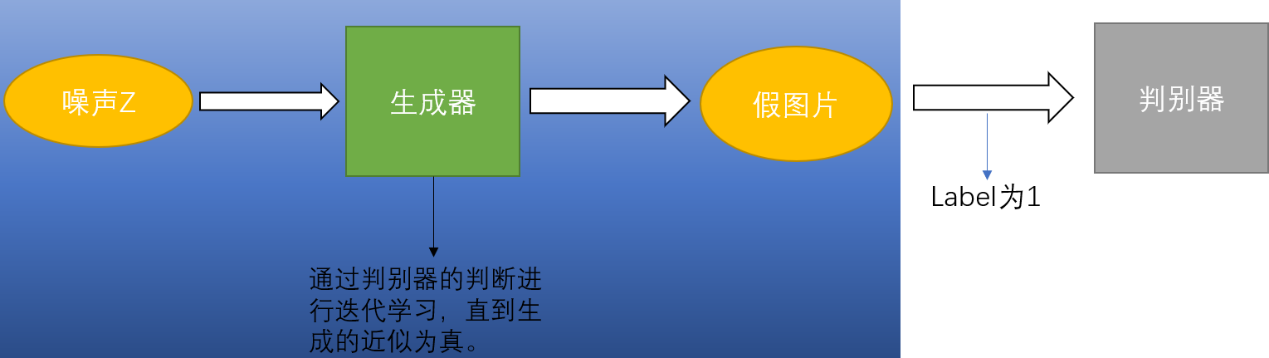 噪声Z
生成器
假图片
判别器
Label为1
通过判别器的判断进
行迭代学习，直到生
成的近似为真。